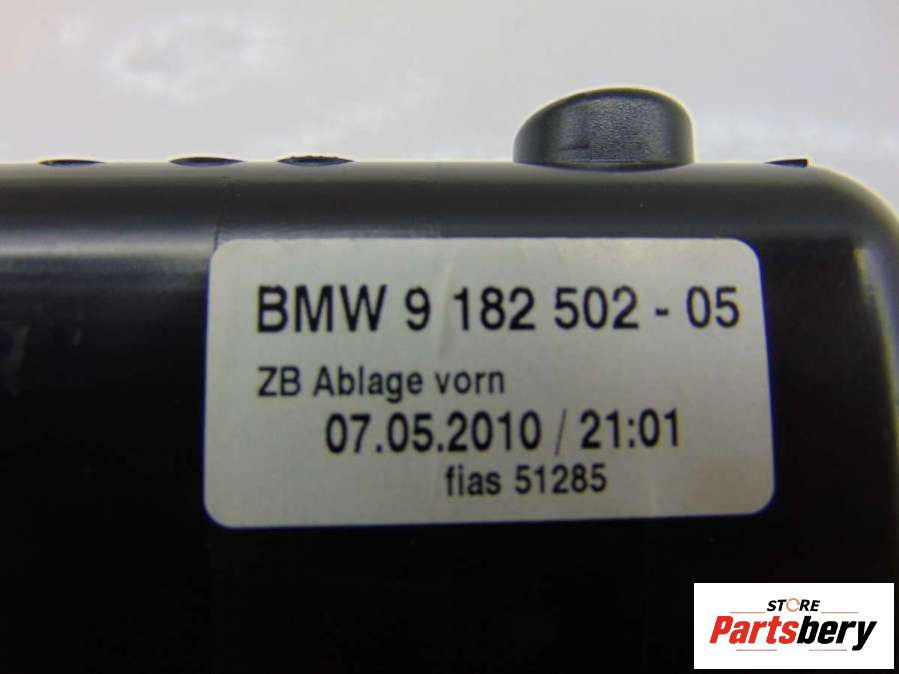 BMW 9 182 502 - 05
ZB Ablage vorn
07.05.2010 / 21:01
fias 51285
STORE
Partsbery